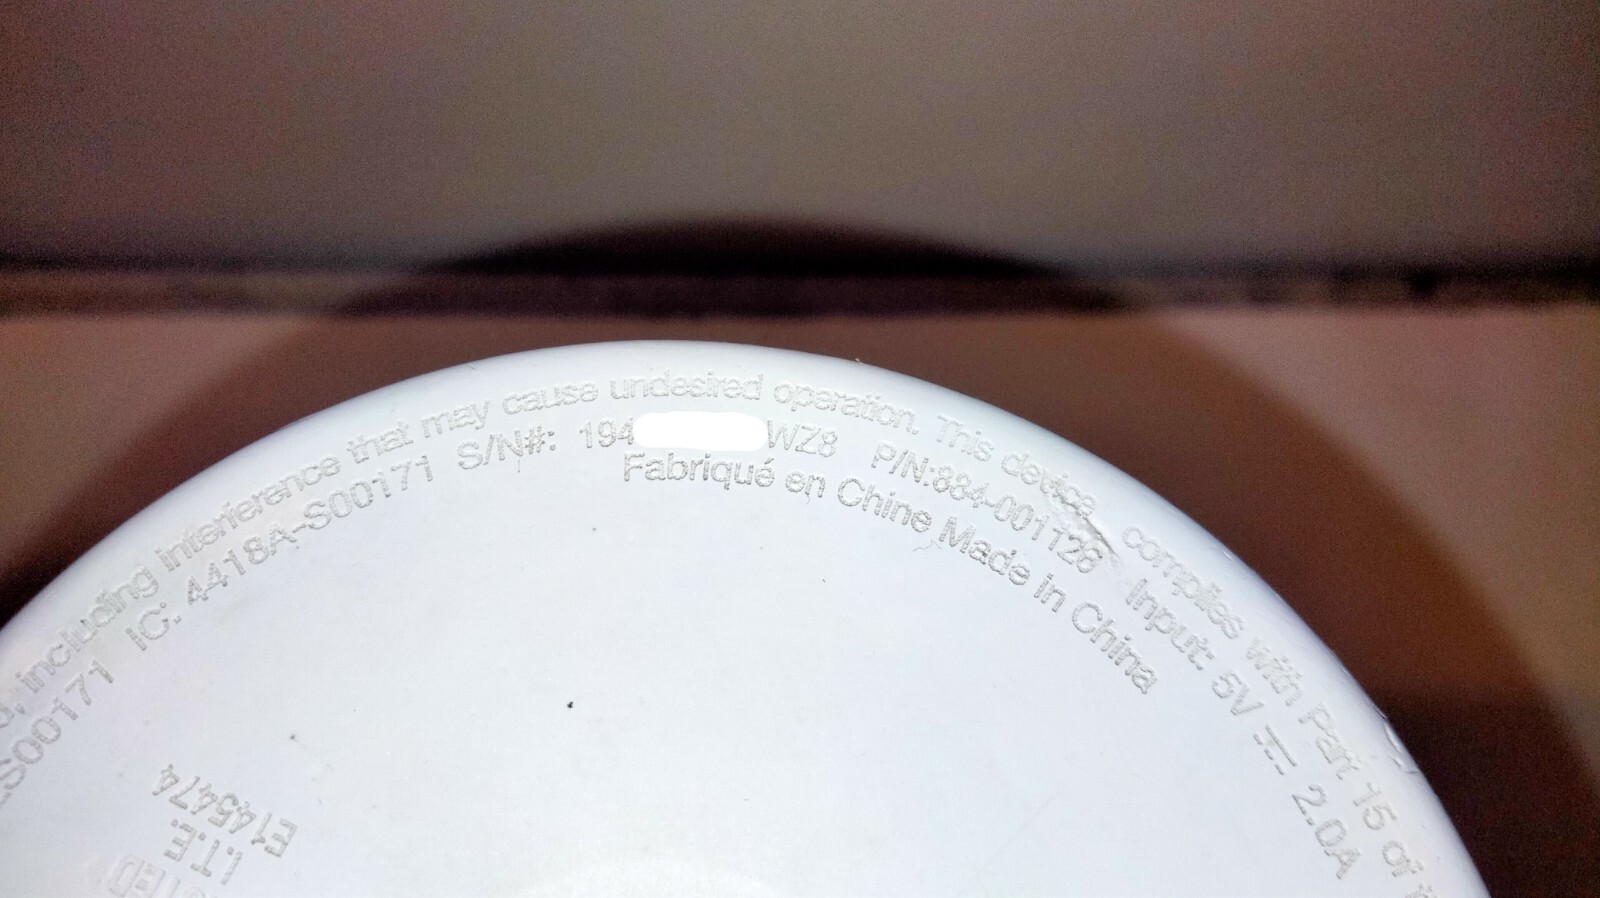 , including interference that may cause undesired operation. This device complies with Part 15 of
S00171 IC: 4418A-S00171 S/N#: 194 WZ8 P/N:884-001128 Input: 5V ⎓ 2.0A
Fabriqué en Chine Made in China
I.T.E.
E145474